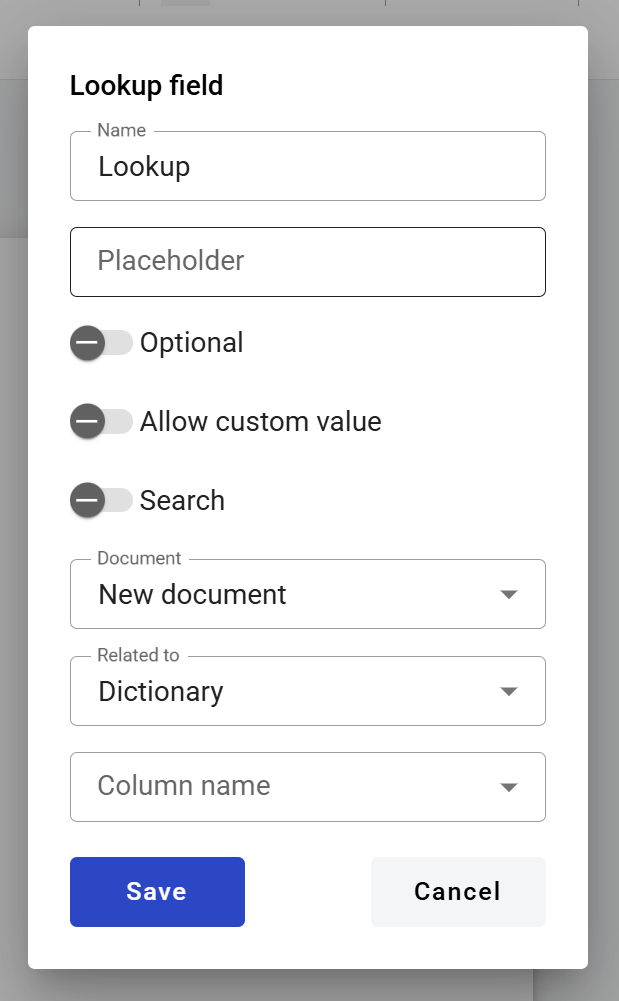 Lookup field
Name
Lookup
Placeholder
Optional
Allow custom value
Search
Document
New document
Related to
Dictionary
Column name
Save
Cancel